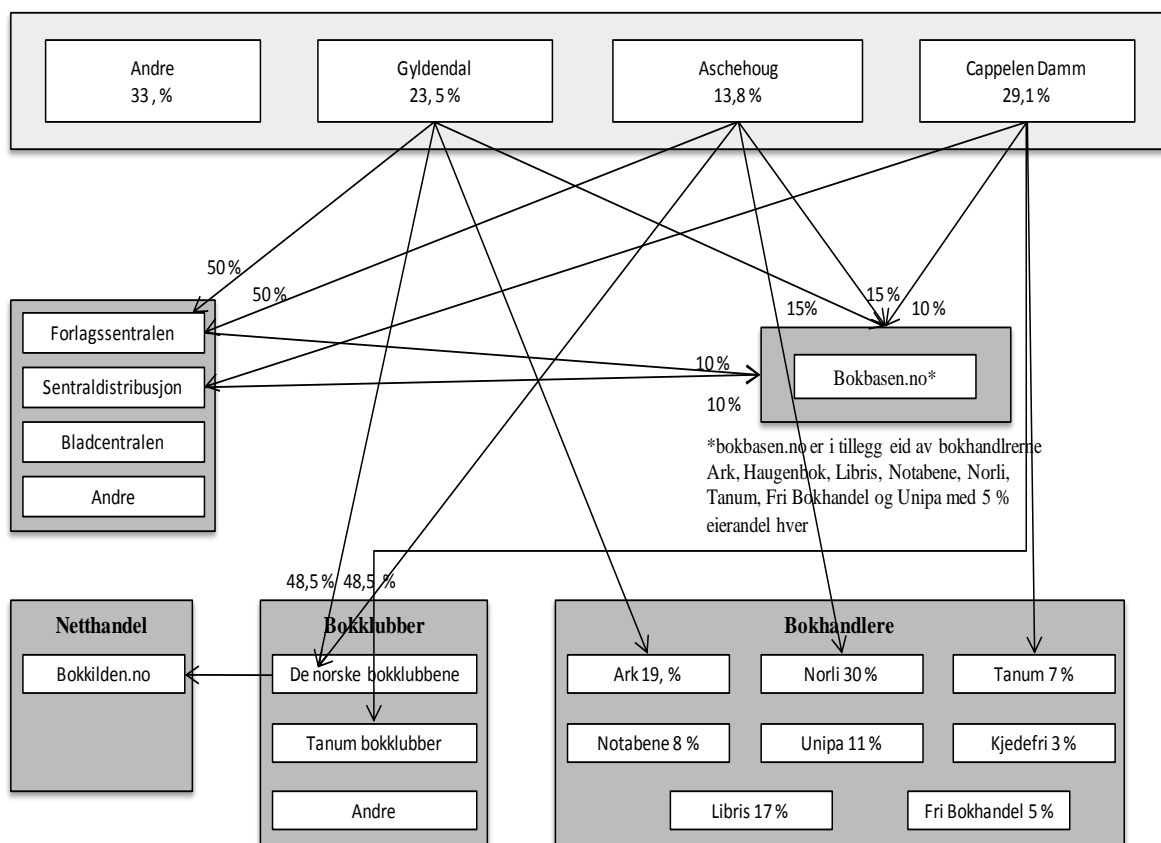 Andre
33 , %
Gyldendal
23, 5 %
Aschehoug
13,8 %
Cappelen Damm
29,1 %
50 %
50 %
15%
15 %
10 %
Forlagssentralen
Sentraldistribusjon
Bladcentralen
Andre
10 %
10 %
Bokbasen.no*
*bokbasen.no er i tillegg eid av bokhandlrerne
Ark, Haugenbok, Libris, Notabene, Norli,
Tanum, Fri Bokhandel og Unipa med 5 %
eierandel hver
48,5 %
48,5 %
Netthandel
Bokkilden.no
Bokklubber
De norske bokklubbene
Tanum bokklubber
Andre
Bokhandlere
Ark 19, %
Norli 30 %
Tanum 7 %
Notabene 8 %
Unipa 11 %
Kjedefri 3 %
Libris 17 %
Fri Bokhandel 5 %